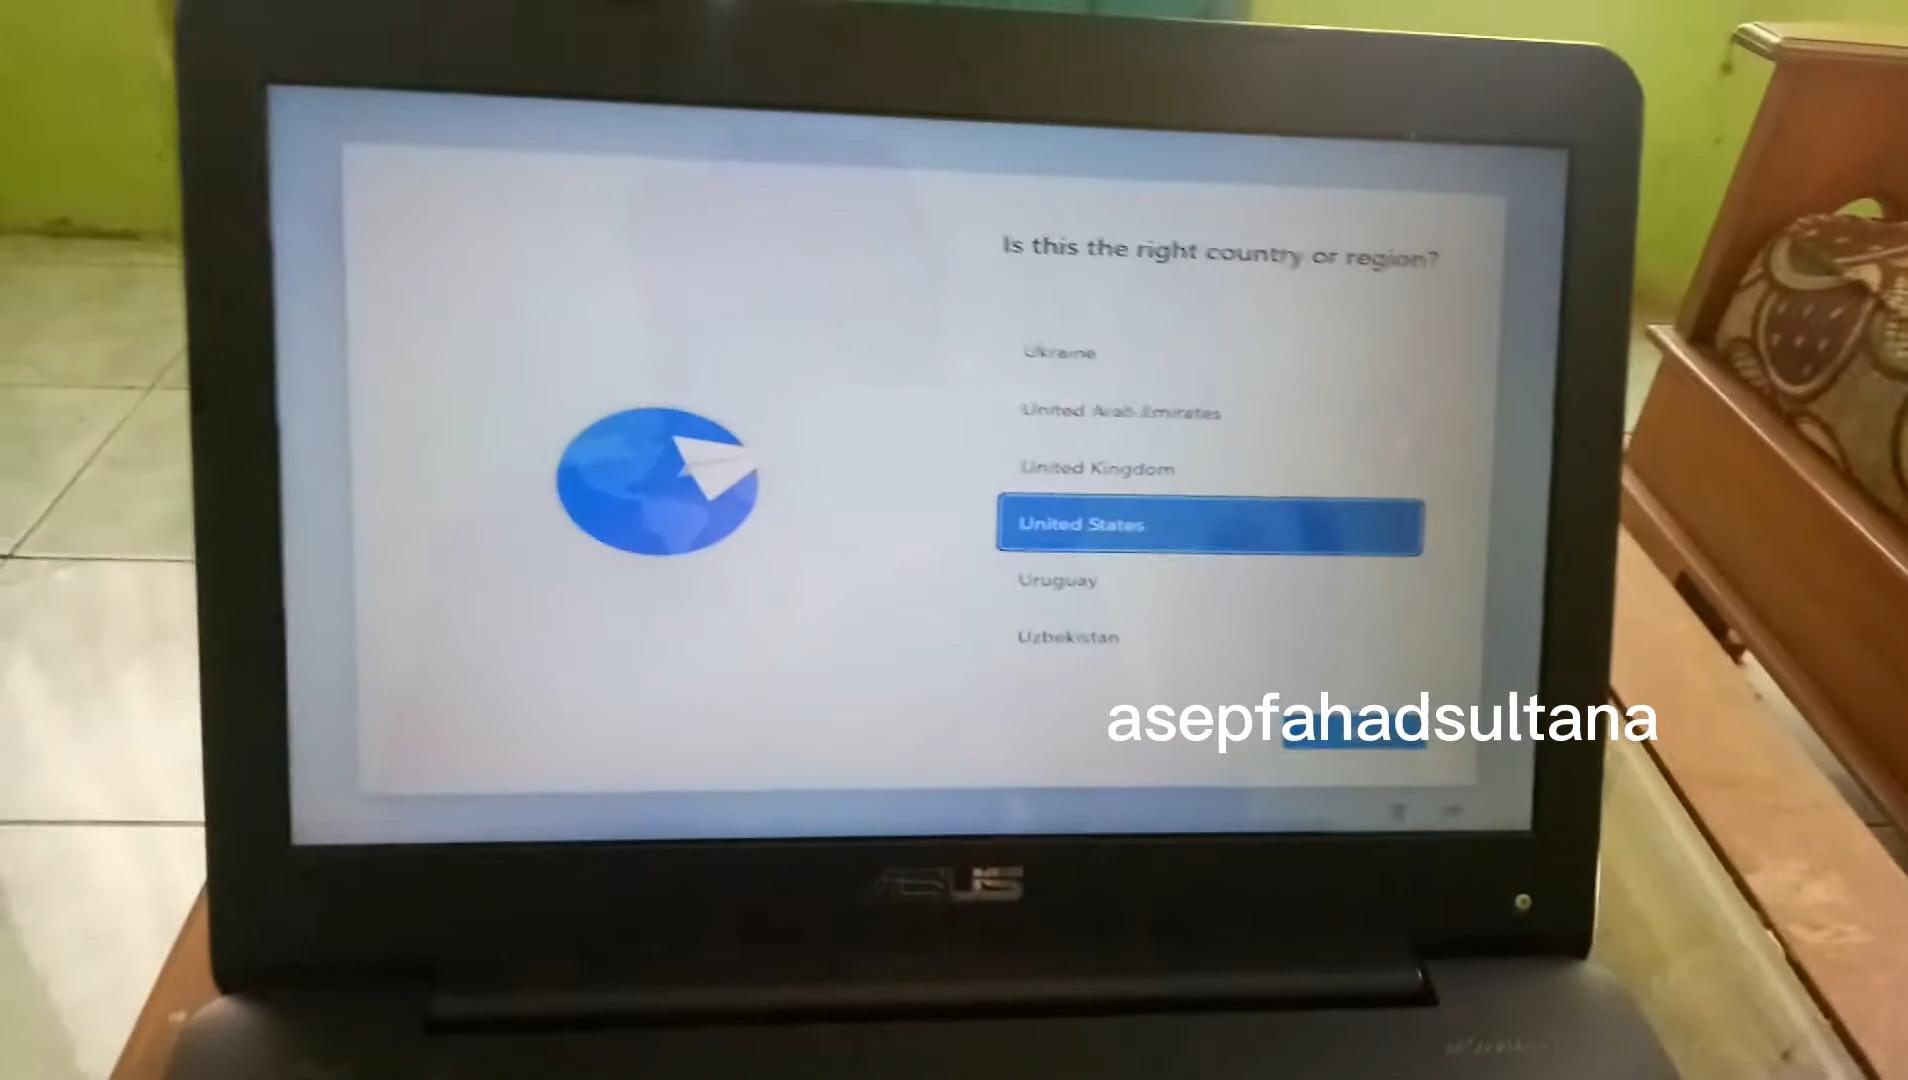 Is this the right country or region?
Ukraine
United Arab Emirates
United Kingdom
United States
Uruguay
Uzbekistan
asepfahadsultana
ASUS